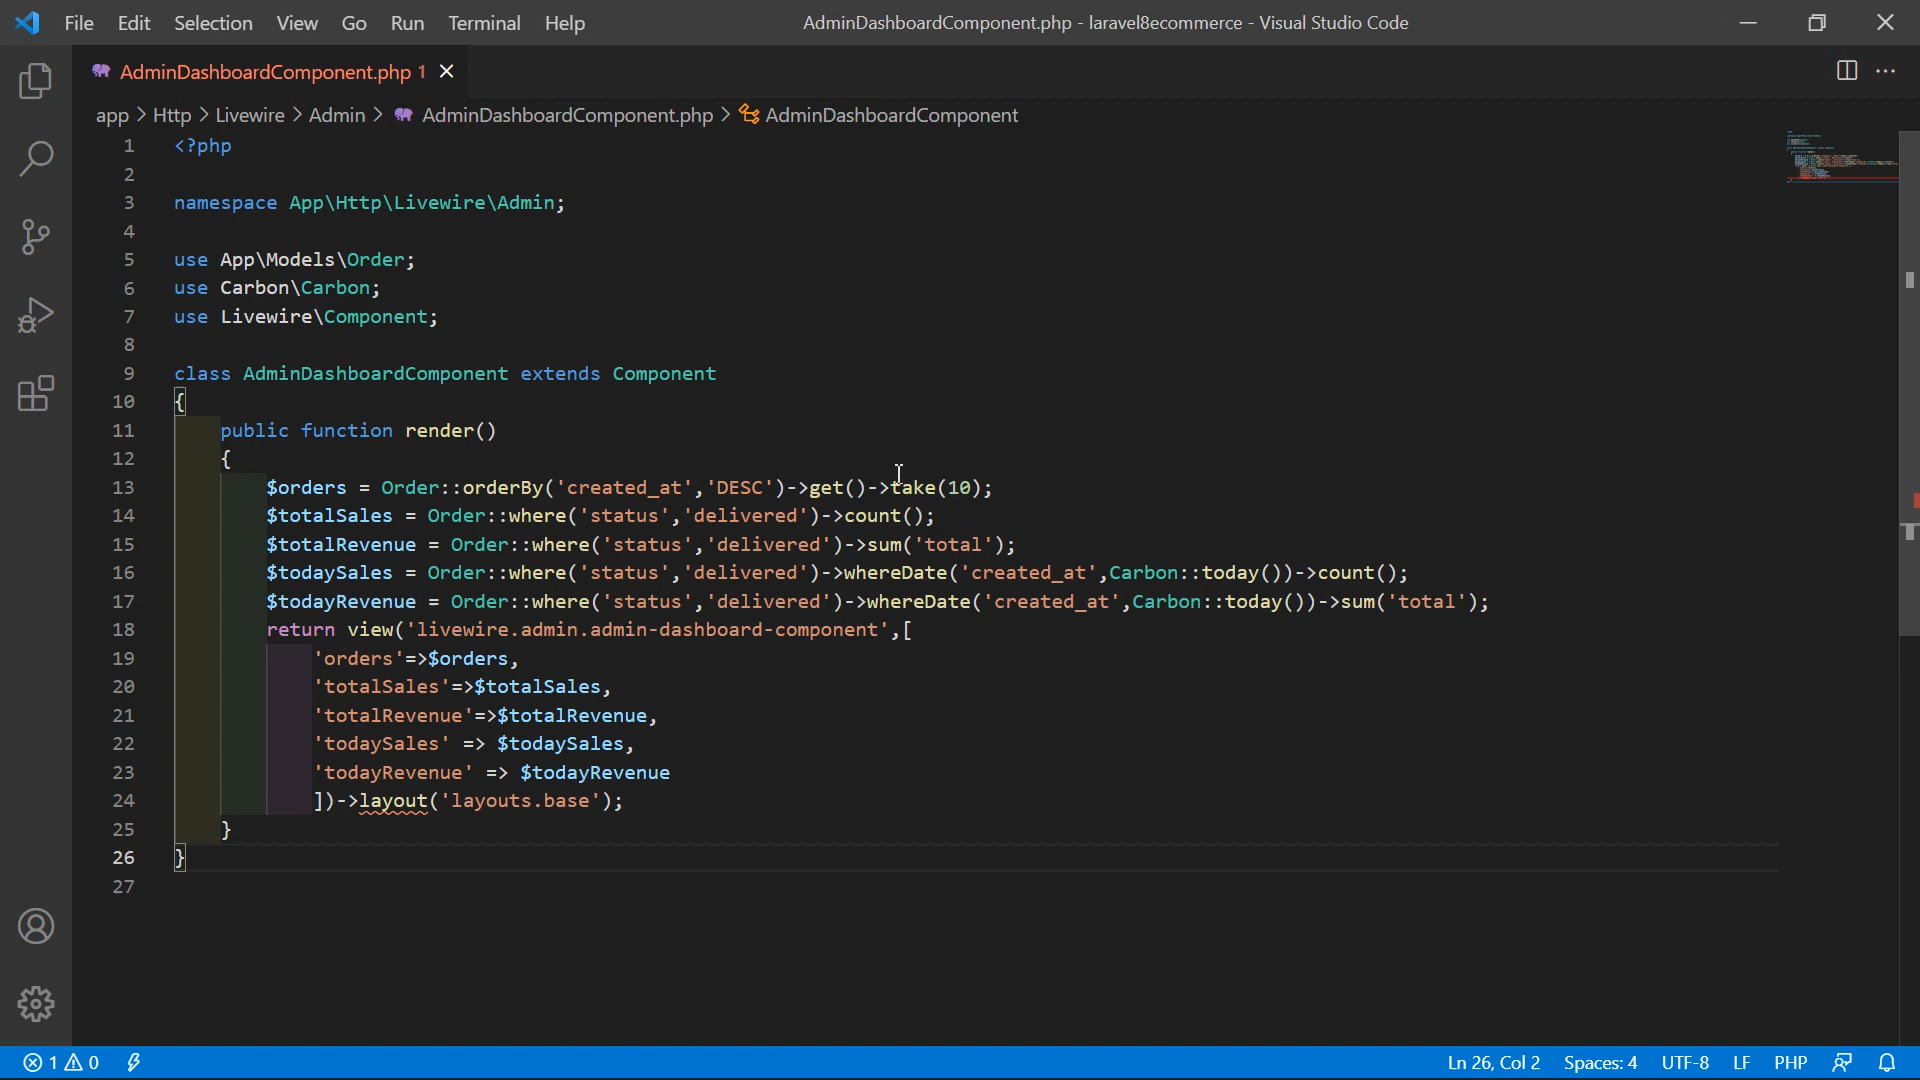 File Edit Selection View Go Run Terminal Help AdminDashboardComponent.php - laravel8ecommerce - Visual Studio Code
AdminDashboardComponent.php 1
app > Http > Livewire > Admin > AdminDashboardComponent.php > AdminDashboardComponent
1 <?php
2
3 namespace App\Http\Livewire\Admin;
4
5 use App\Models\Order;
6 use Carbon\Carbon;
7 use Livewire\Component;
8
9 class AdminDashboardComponent extends Component
10 {
11     public function render()
12     {
13         $orders = Order::orderBy('created_at','DESC')->get()->take(10);
14         $totalSales = Order::where('status','delivered')->count();
15         $totalRevenue = Order::where('status','delivered')->sum('total');
16         $todaySales = Order::where('status','delivered')->whereDate('created_at',Carbon::today())->count();
17         $todayRevenue = Order::where('status','delivered')->whereDate('created_at',Carbon::today())->sum('total');
18         return view('livewire.admin.admin-dashboard-component',[
19             'orders'=>$orders,
20             'totalSales'=>$totalSales,
21             'totalRevenue'=>$totalRevenue,
22             'todaySales' => $todaySales,
23             'todayRevenue' => $todayRevenue
24             ])->layout('layouts.base');
25     }
26 }
27
1 0 Ln 26, Col 2 Spaces: 4 UTF-8 LF PHP